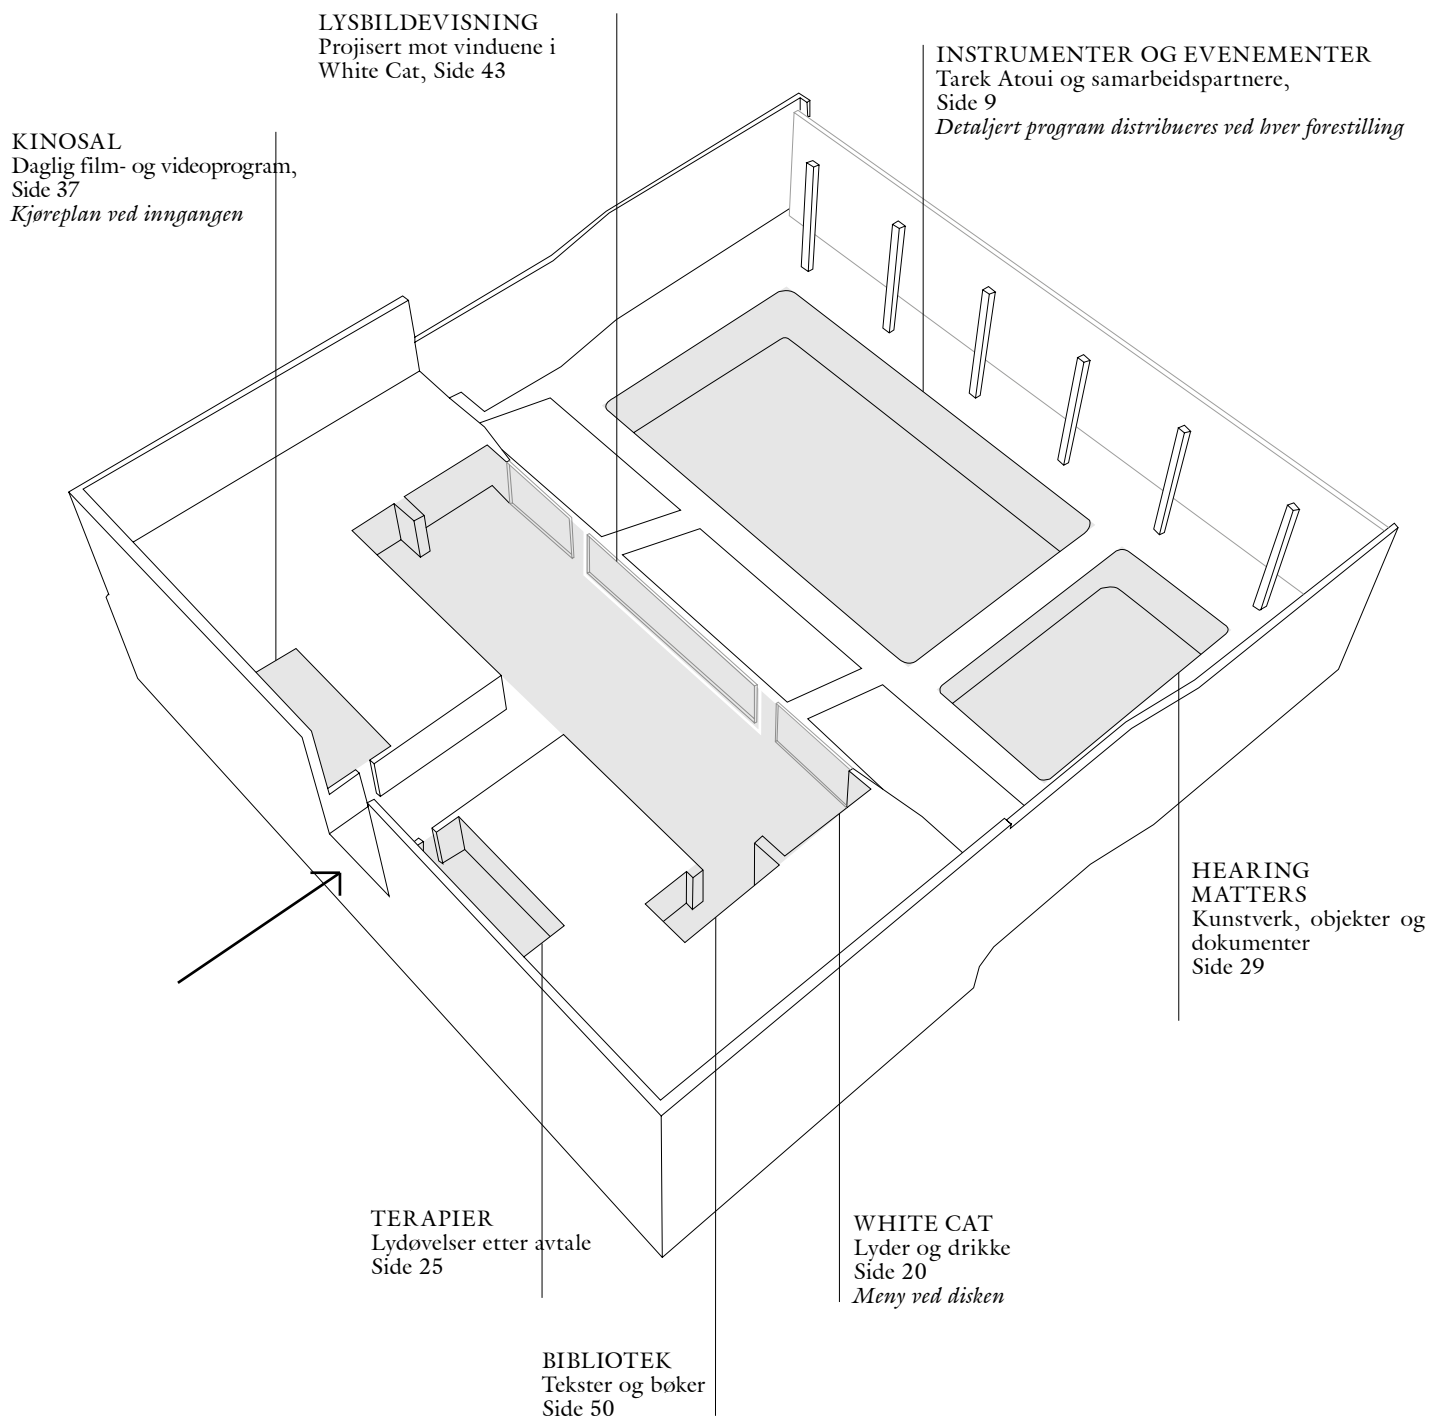 LYSBILDEVISNING
Projisert mot vinduene i
White Cat, Side 43
INSTRUMENTER OG EVENEMENTER
Tarek Atoui og samarbeidspartnere,
Side 9
Detaljert program distribueres ved hver forestilling
KINOSAL
Daglig film- og videoprogram,
Side 37
Kjøreplan ved inngangen
HEARING
MATTERS
Kunstverk, objekter og
dokumenter
Side 29
TERAPIER
Lydøvelser etter avtale
Side 25
WHITE CAT
Lyder og drikke
Side 20
Meny ved disken
BIBLIOTEK
Tekster og bøker
Side 50